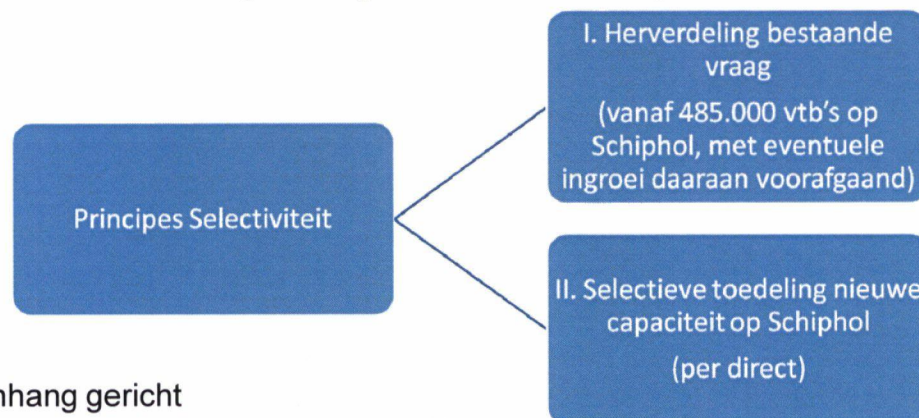 I. Herverdeling bestaande
vraag
(vanaf 485.000 vtb's op
Schiphol, met eventuele
ingroei daaraan voorafgaand)
Principes Selectiviteit
II. Selectieve toedeling nieuwe
capaciteit op Schiphol
(per direct)
gericht